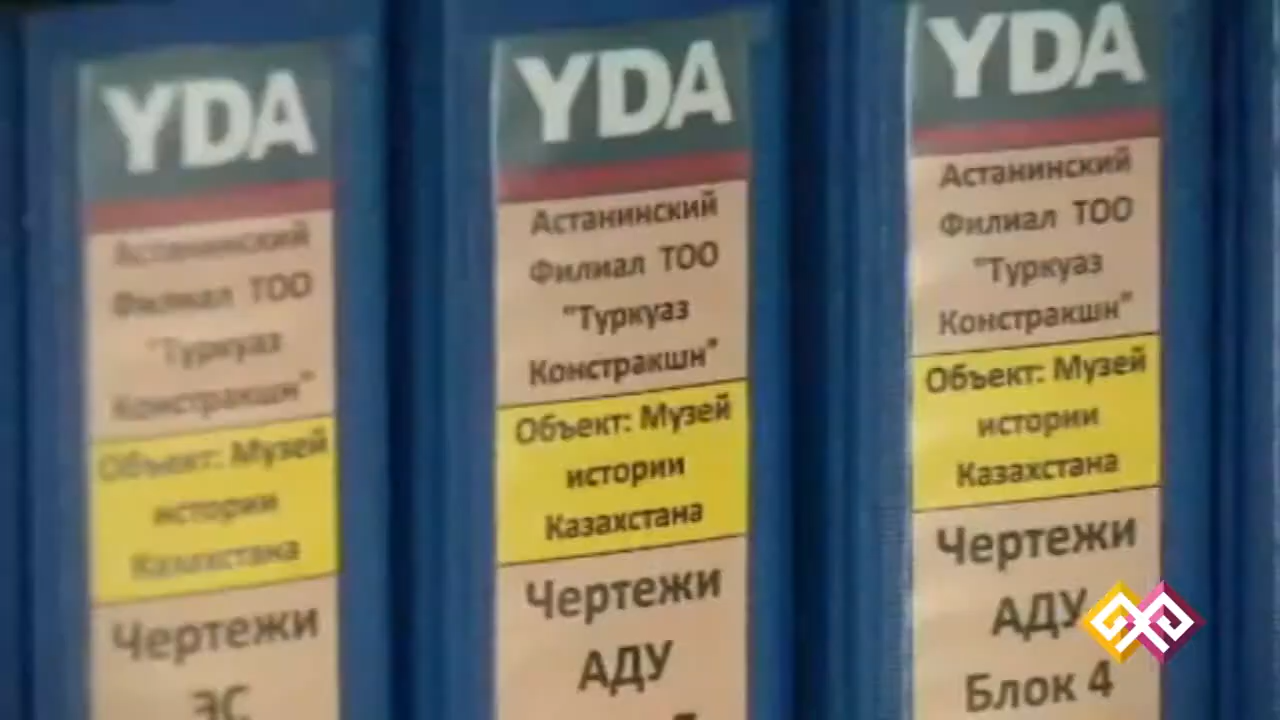 YDA
Астанинский
Филиал ТОО
"Туркуаз
Констракшн"
Объект: Музей
истории
Казахстана
Чертежи
ЭС
YDA
Астанинский
Филиал ТОО
"Туркуаз
Констракшн"
Объект: Музей
истории
Казахстана
Чертежи
АДУ
YDA
Астанинский
Филиал ТОО
"Туркуаз
Констракшн"
Объект: Музей
истории
Казахстана
Чертежи
АДУ
Блок 4